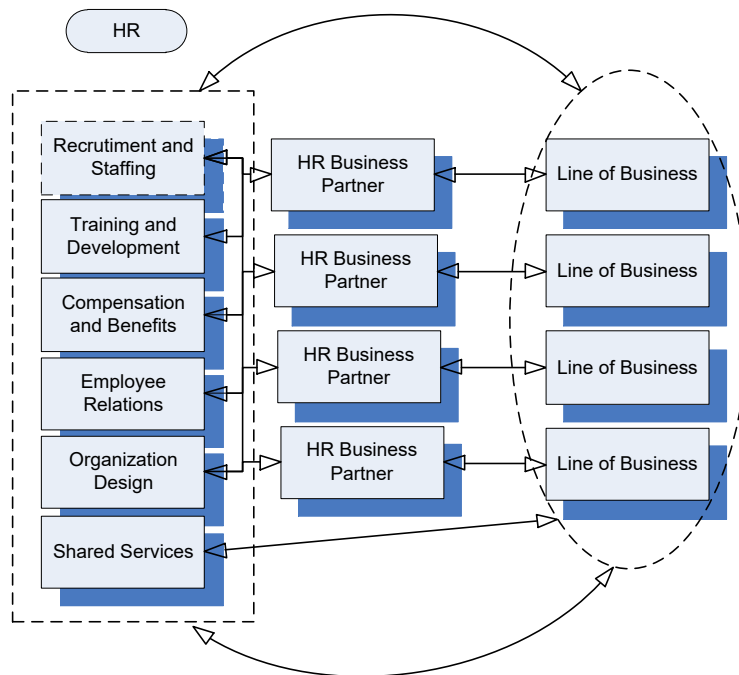 HR
Recrutiment and
Staffing
Training and
Development
Compensation
and Benefits
Employee
Relations
Organization
Design
Shared Services
HR Business
Partner
HR Business
Partner
HR Business
Partner
HR Business
Partner
Line of Business
Line of Business
Line of Business
Line of Business